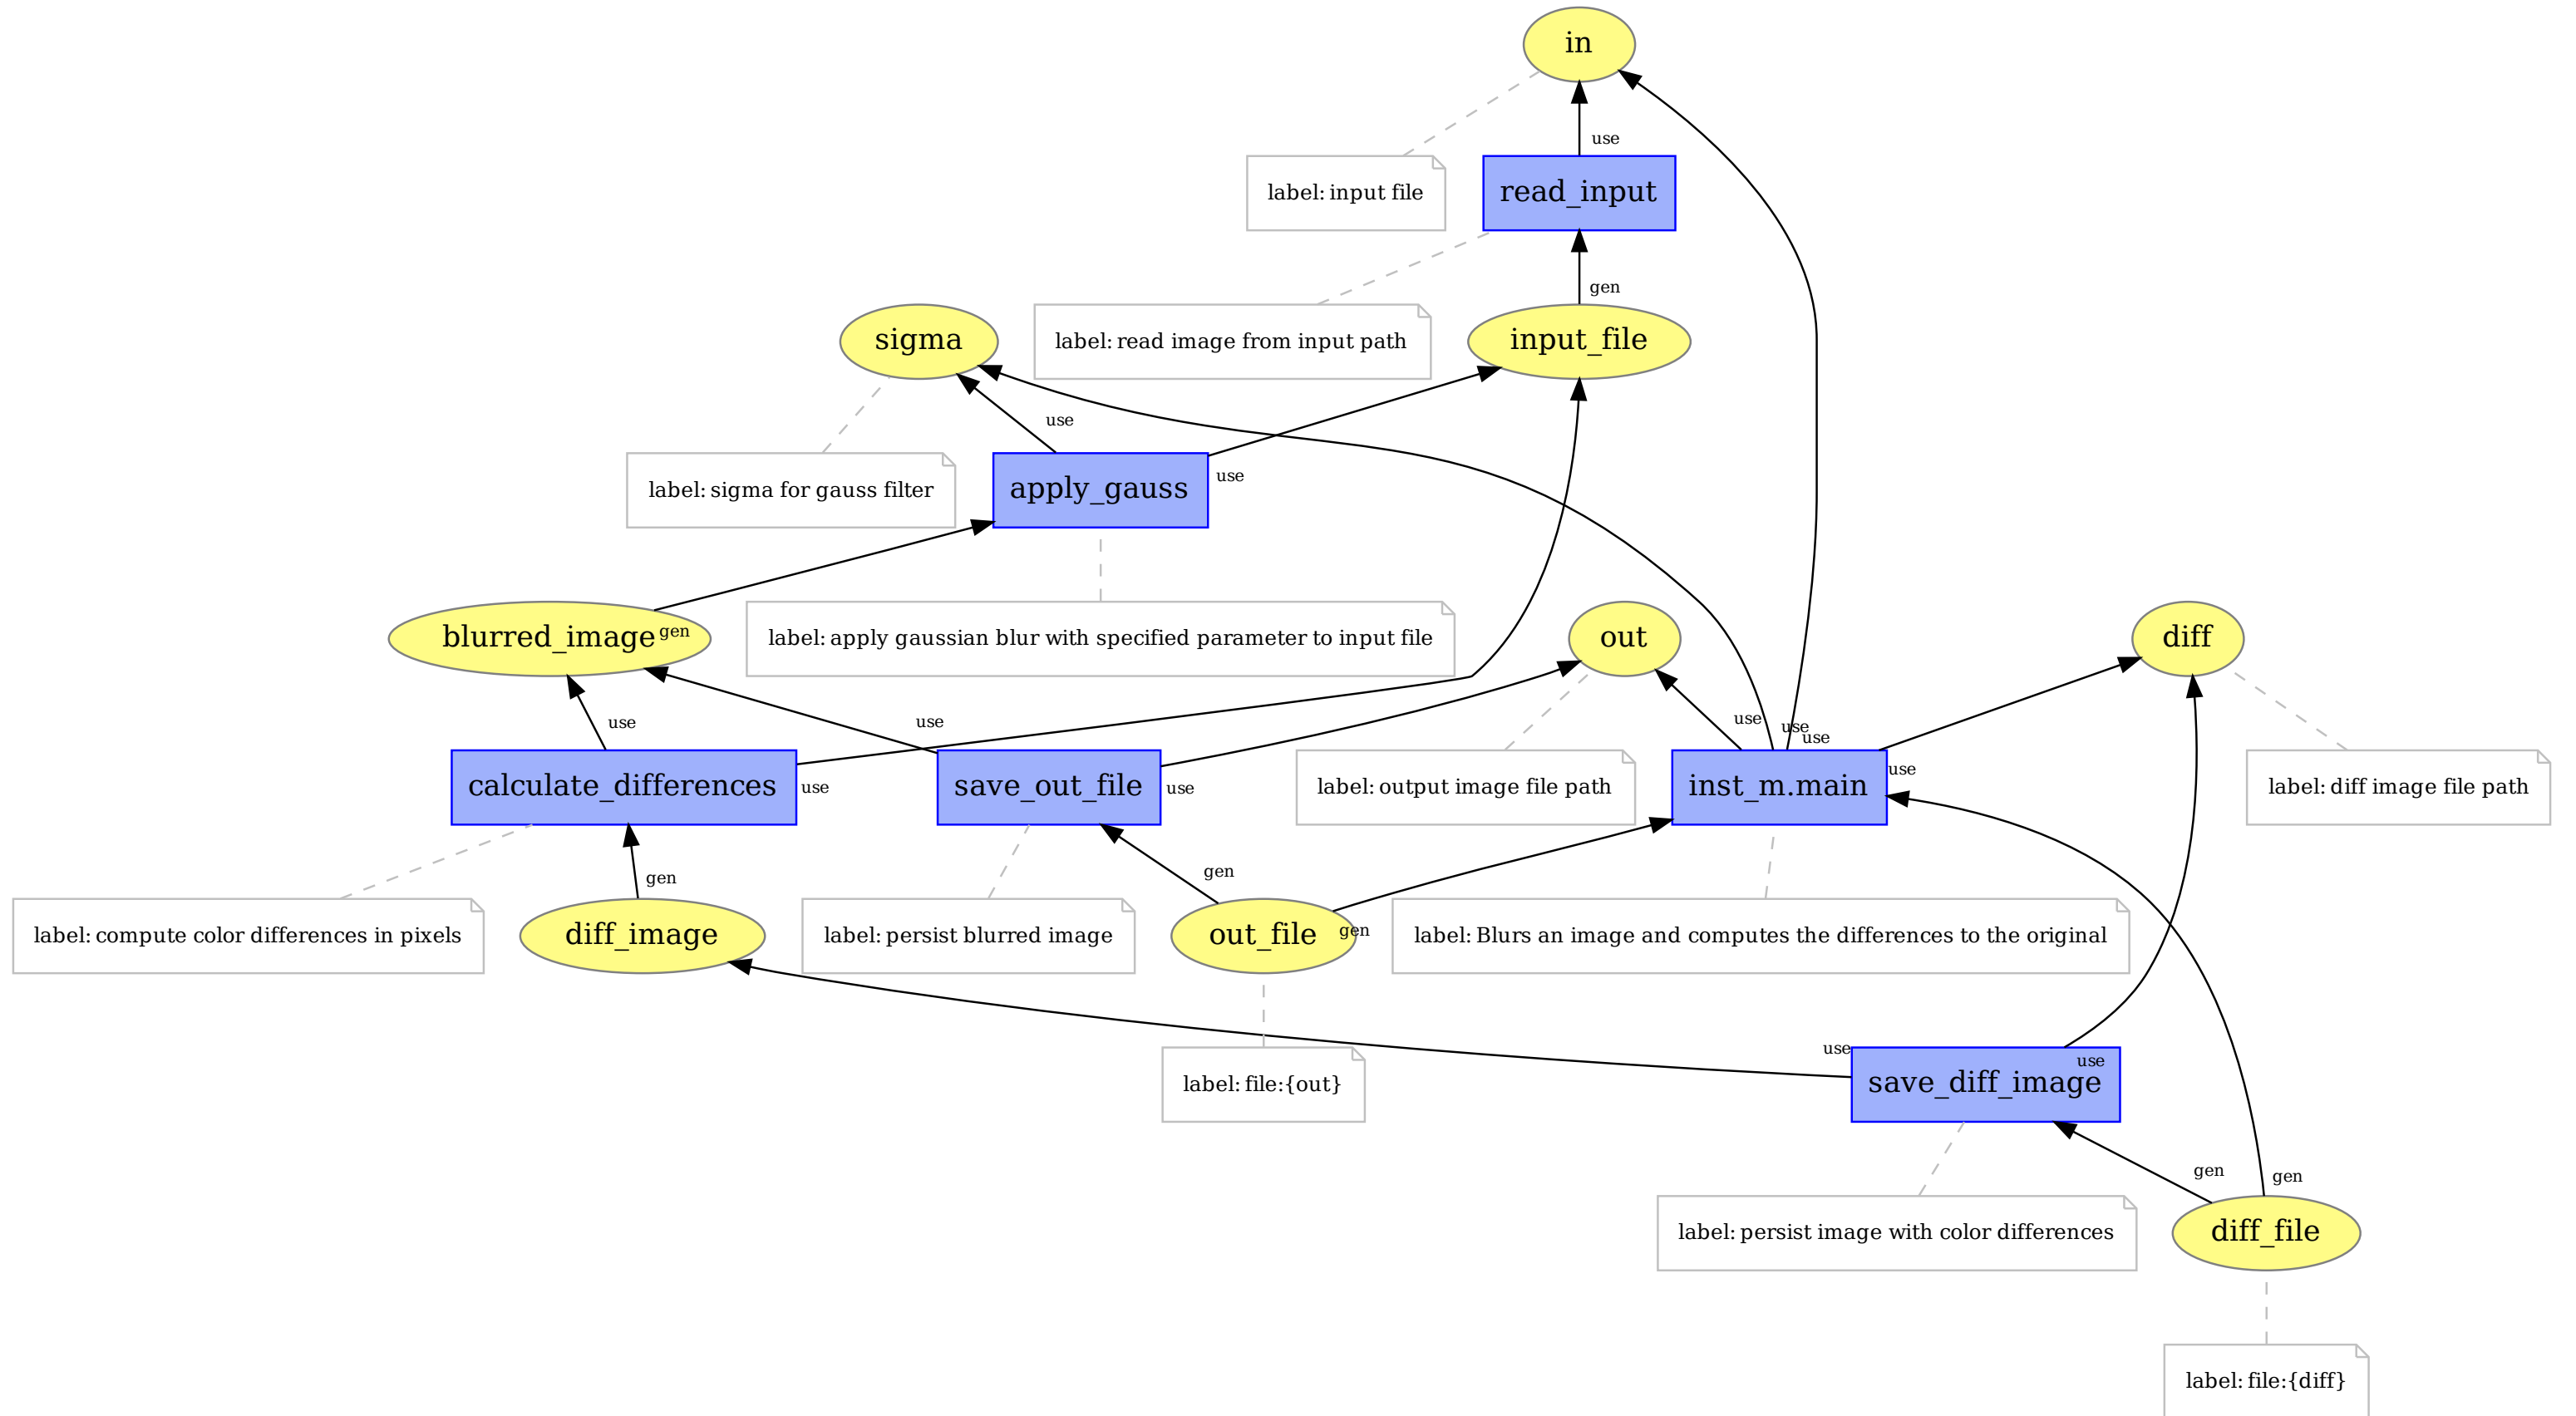 in
use
label: input file
read_input
gen
sigma
label: read image from input path
input_file
use
label: sigma for gauss filter
apply_gauss
use
blurred_image
gen
label: apply gaussian blur with specified parameter to input file
out
diff
use
use
use
use
use
calculate_differences
use
save_out_file
use
label: output image file path
inst_m.main
use
label: diff image file path
gen
gen
label: compute color differences in pixels
diff_image
label: persist blurred image
out_file
gen
label: Blurs an image and computes the differences to the original
use
use
label: file:{out}
save_diff_image
gen
gen
label: persist image with color differences
diff_file
label: file:{diff}